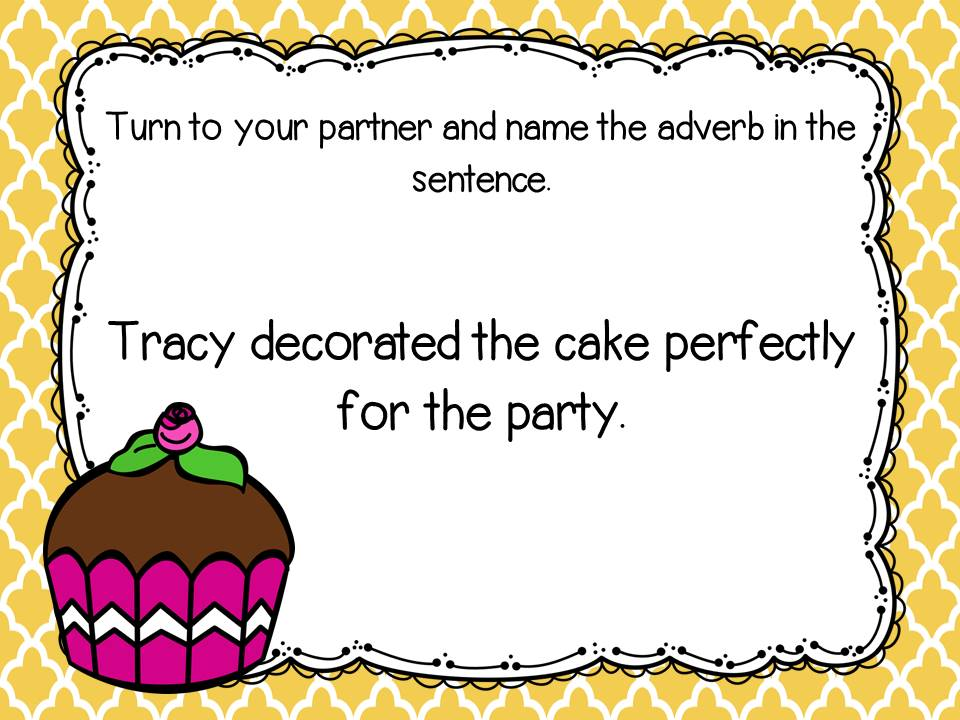 Turn to your partner and name the adverb in the
sentence.
Tracy decorated the cake perfectly
for the party.